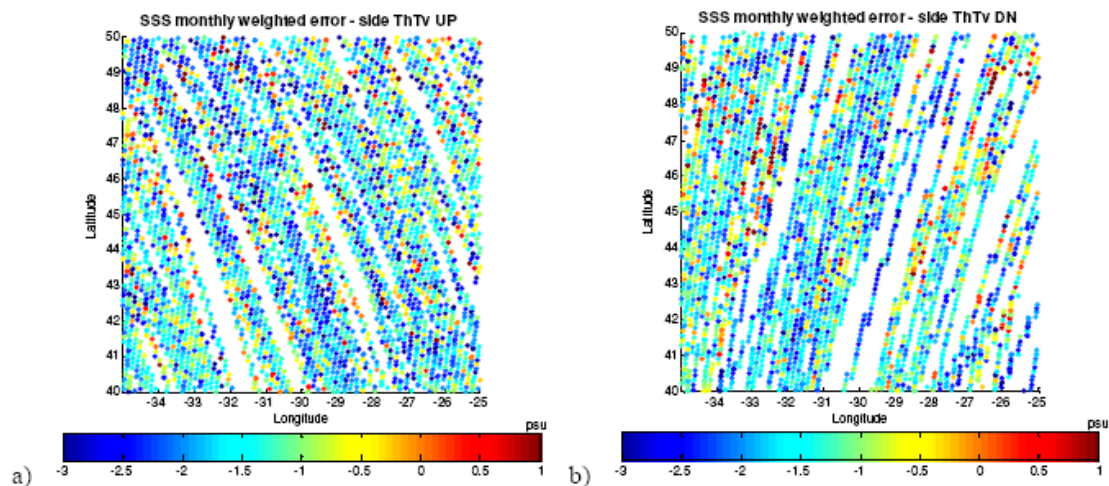 SSS monthly weighted error - side ThTv UP
50
49
48
47
46
45
44
43
42
41
40
Latitude
-34 -33 -32 -31 -30 -29 -28 -27 -26 -25
Longitude
psu
-3 -2.5 -2 -1.5 -1 -0.5 0 0.5 1
a)
SSS monthly weighted error - side ThTv DN
50
49
48
47
46
45
44
43
42
41
40
Latitude
-34 -33 -32 -31 -30 -29 -28 -27 -26 -25
Longitude
psu
-3 -2.5 -2 -1.5 -1 -0.5 0 0.5 1
b)